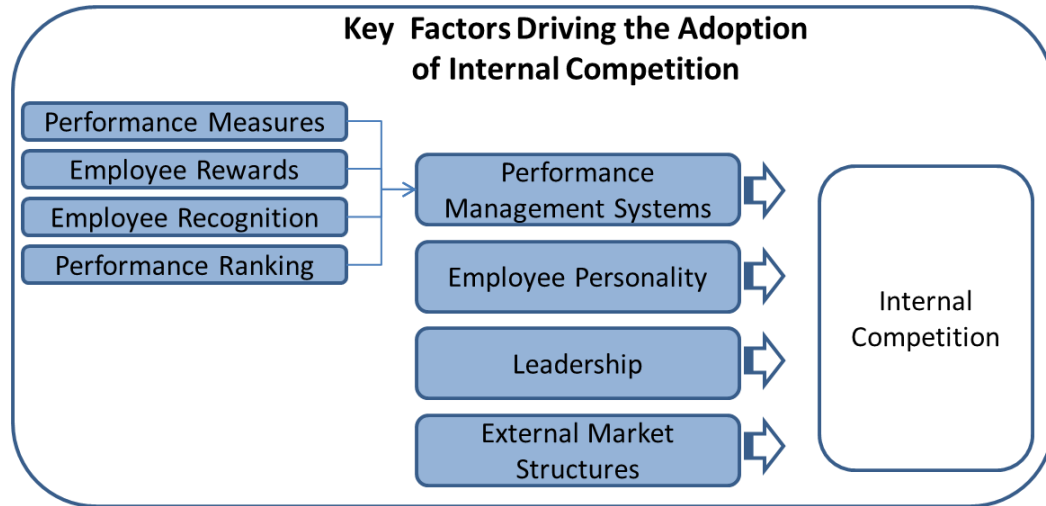 Key Factors Driving the Adoption
of Internal Competition
Performance Measures
Employee Rewards
Employee Recognition
Performance Ranking
Performance
Management Systems
Employee Personality
Leadership
External Market
Structures
Internal
Competition